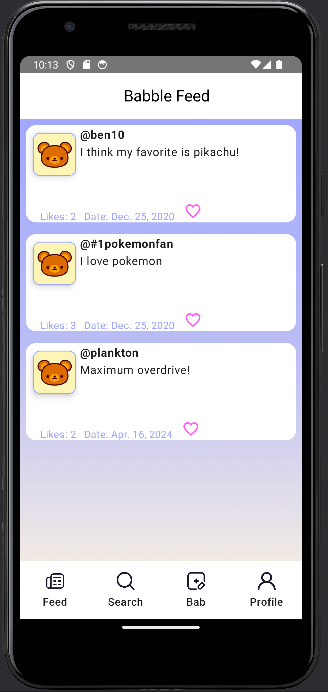 10:13
Babble Feed
@ben10
I think my favorite is pikachu!
Likes: 2 Date: Dec. 25, 2020
@#1pokemonfan
I love pokemon
Likes: 3 Date: Dec. 25, 2020
@plankton
Maximum overdrive!
Likes: 2 Date: Apr. 16, 2024
Feed Search Bab Profile